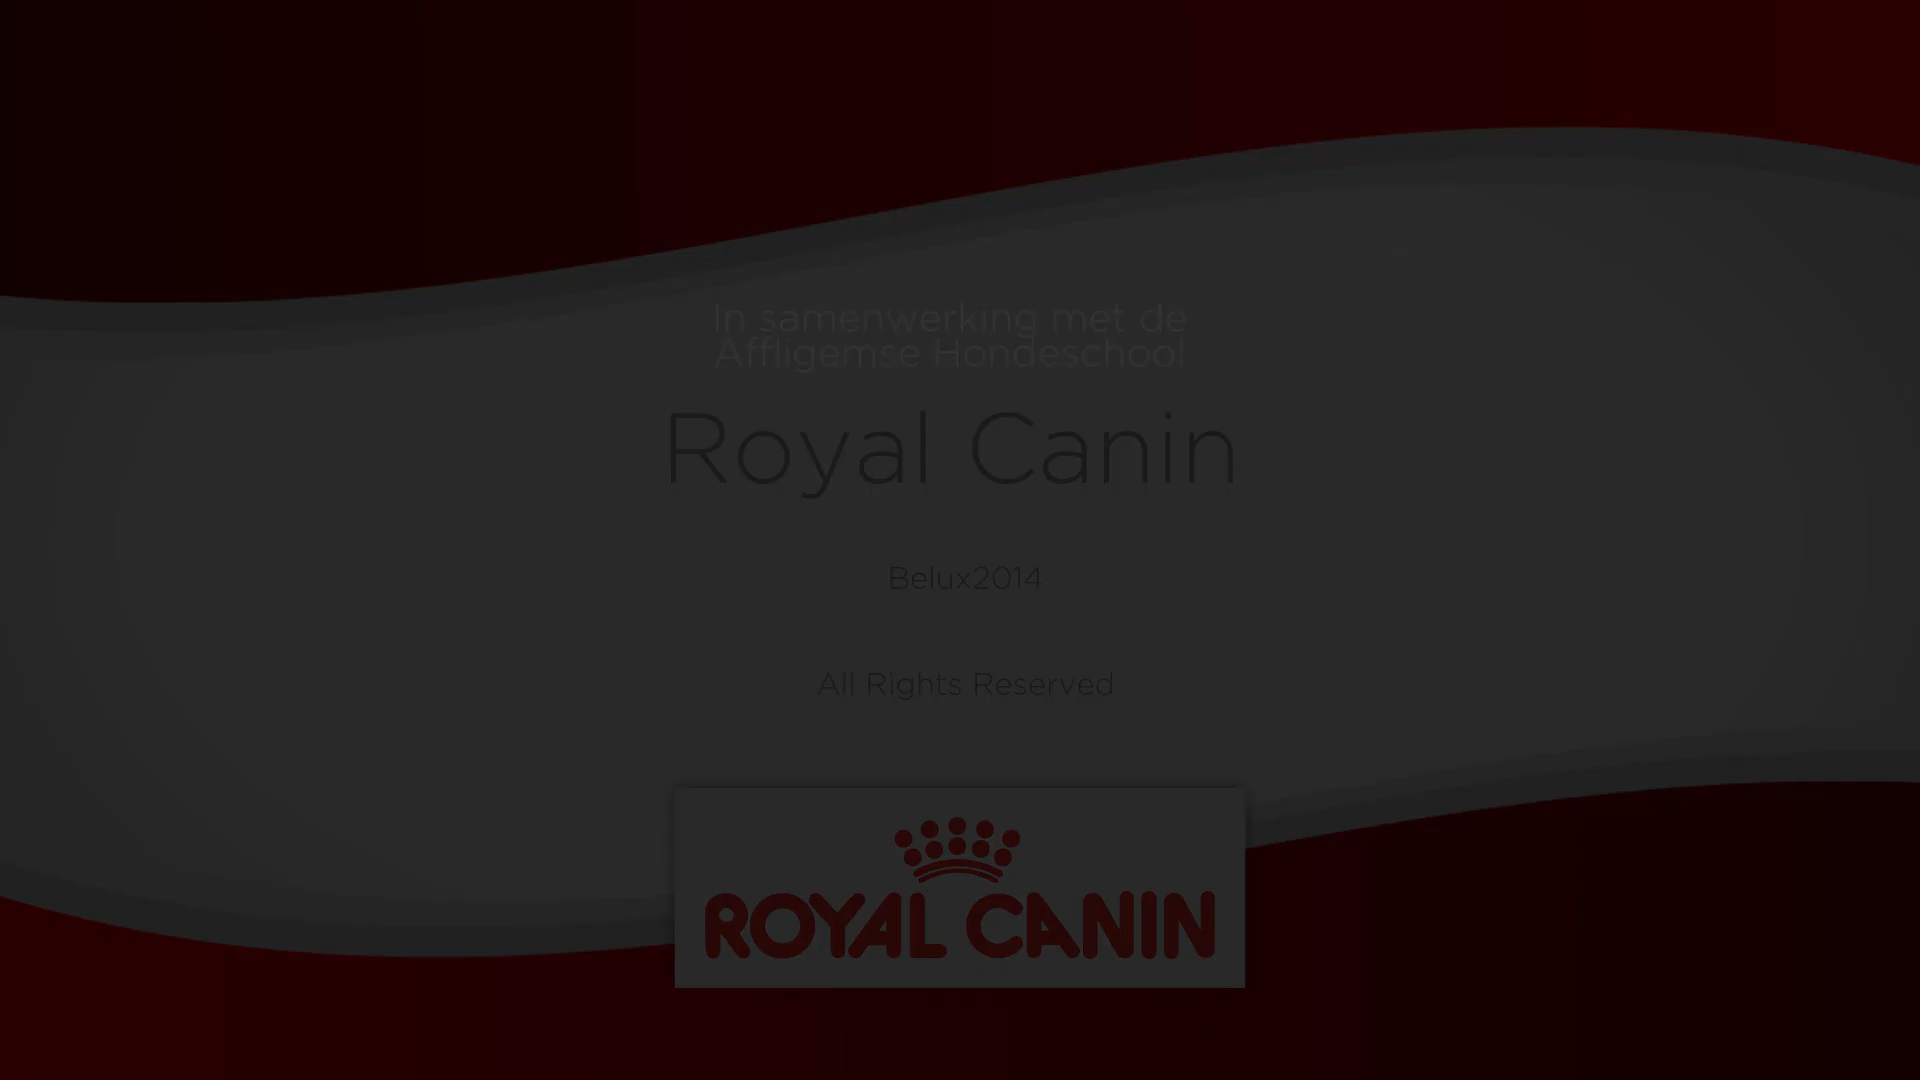 In samenwerking met de
Affligemse Hondeschool
Royal Canin
Belux2014
All Rights Reserved
ROYAL CANIN